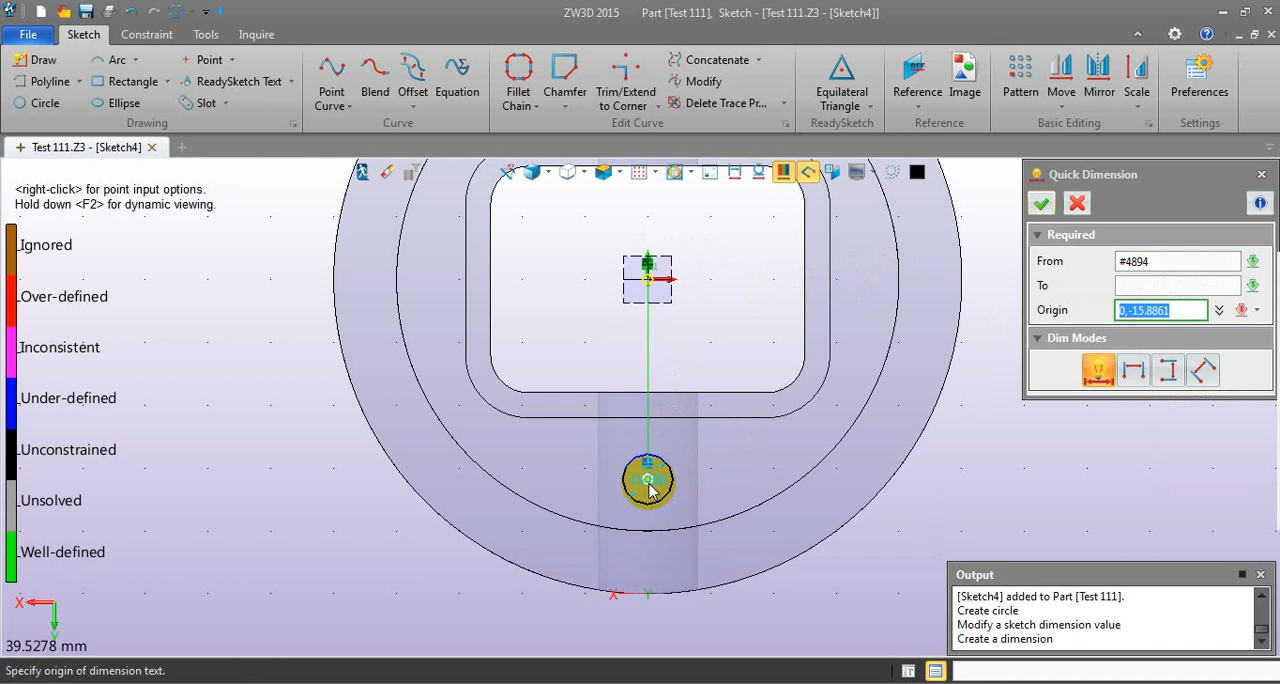 ZW3D 2015 Part [Test 111], Sketch - [Test 111.Z3 - [Sketch4]]
File Sketch Constraint Tools Inquire
Draw Arc Point
Polyline Rectangle ReadySketch Text
Circle Ellipse Slot
Drawing
Point Curve Blend Offset Equation
Curve
Fillet Chain Chamfer Trim/Extend to Corner
Concatenate
Modify
Delete Trace Pr...
Edit Curve
Equilateral Triangle
ReadySketch
Reference Image
Reference
Pattern Move Mirror Scale
Basic Editing
Preferences
Settings
Test 111.Z3 - [Sketch4]
<right-click> for point input options.
Hold down <F2> for dynamic viewing.
Ignored
Over-defined
Inconsistent
Under-defined
Unconstrained
Unsolved
Well-defined
X
Y
39.5278 mm
X Y
Quick Dimension
Required
From #4894
To
Origin 0,-15.8861
Dim Modes
Output
[Sketch4] added to Part [Test 111].
Create circle
Modify a sketch dimension value
Create a dimension
Specify origin of dimension text.